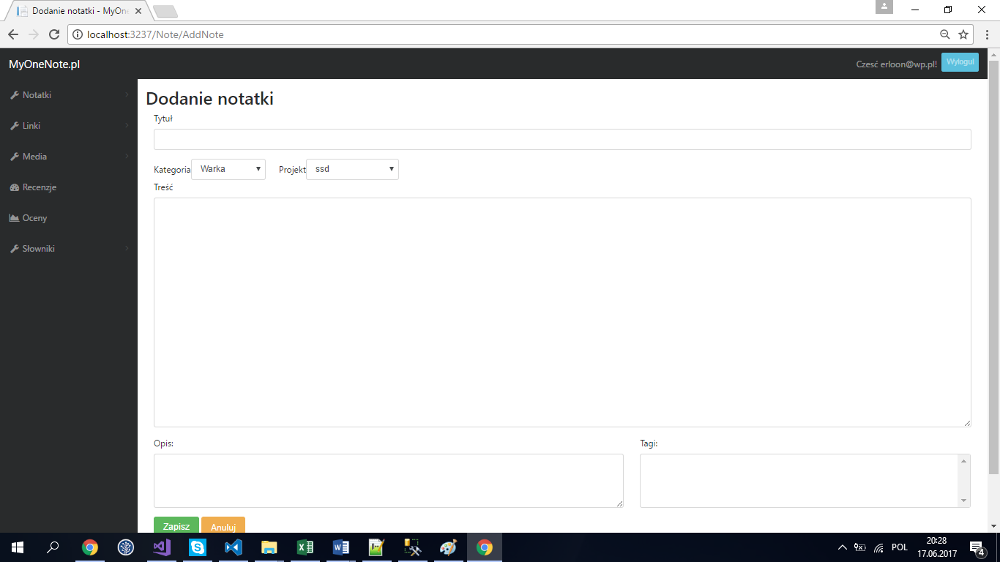 Dodanie notatki - MyOne
localhost:3237/Note/AddNote
MyOneNote.pl
Czesć erloon@wp.pl!
Wyloguj
Notatki
Linki
Media
Recenzje
Oceny
Słowniki
Dodanie notatki
Tytuł
Kategoria Warka Projekt ssd
Treść
Opis:
Tagi:
Zapisz
Anuluj
POL
20:28
17.06.2017
4